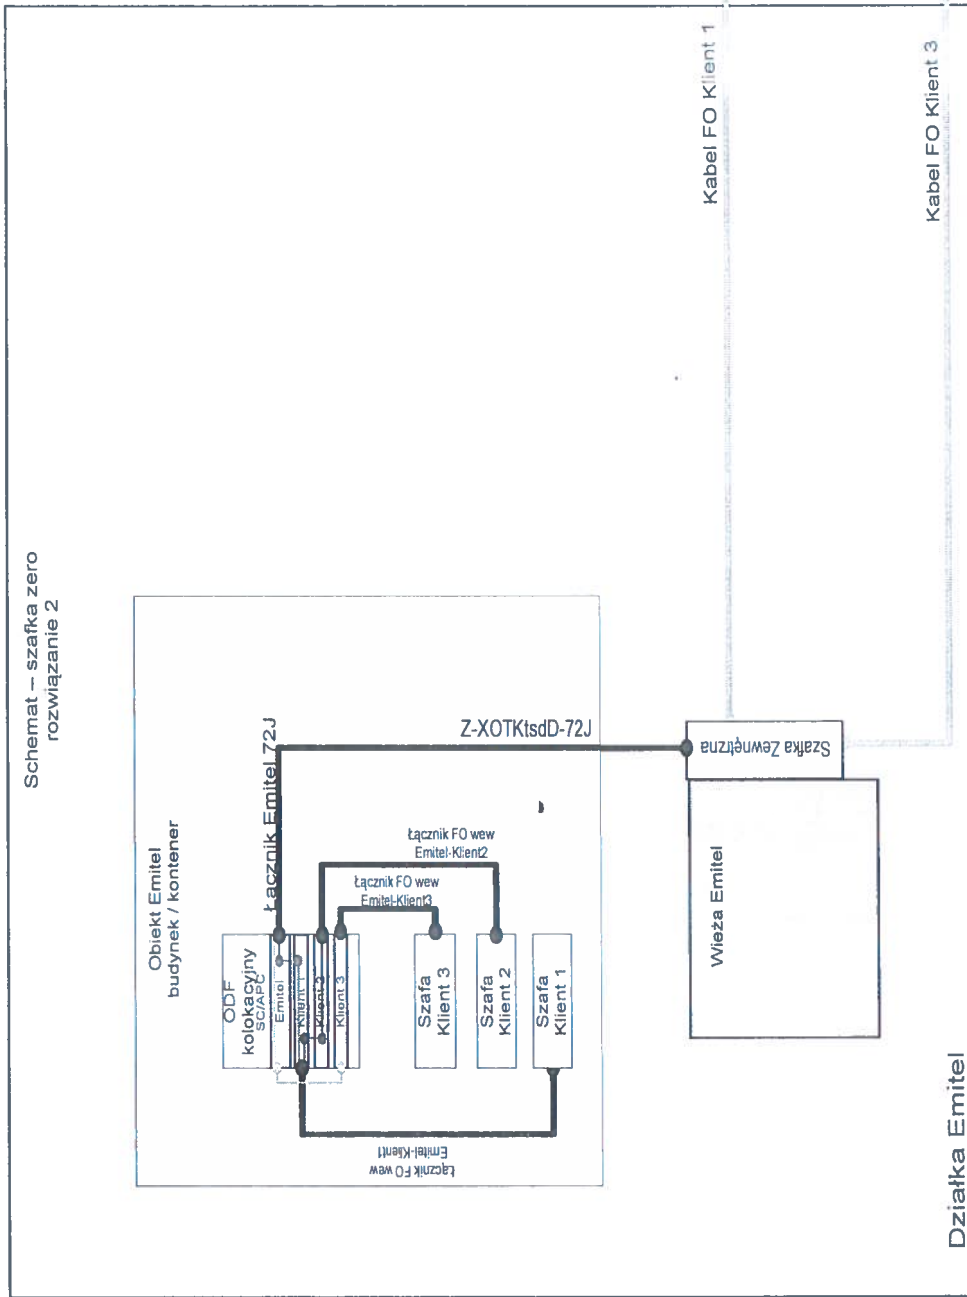 Schemat – szafka zero
rozwiązanie 2
Obiekt Emitel
budynek / kontener
ODF
kolokacyjny
SC/APC
Emitel
Klient 1
Klient 2
Klient 3
Łącznik Emitel 72J
Z-XOTKtsdD-72J
Łącznik FO wew
Emitel-Klient2
Łącznik FO wew
Emitel-Klient3
Szafa
Klient 3
Szafa
Klient 2
Szafa
Klient 1
Łącznik FO wew
Emitel-Klient1
Szafka Zewnętrzna
Wieża Emitel
Kabel FO Klient 1
Kabel FO Klient 3
Działka Emitel